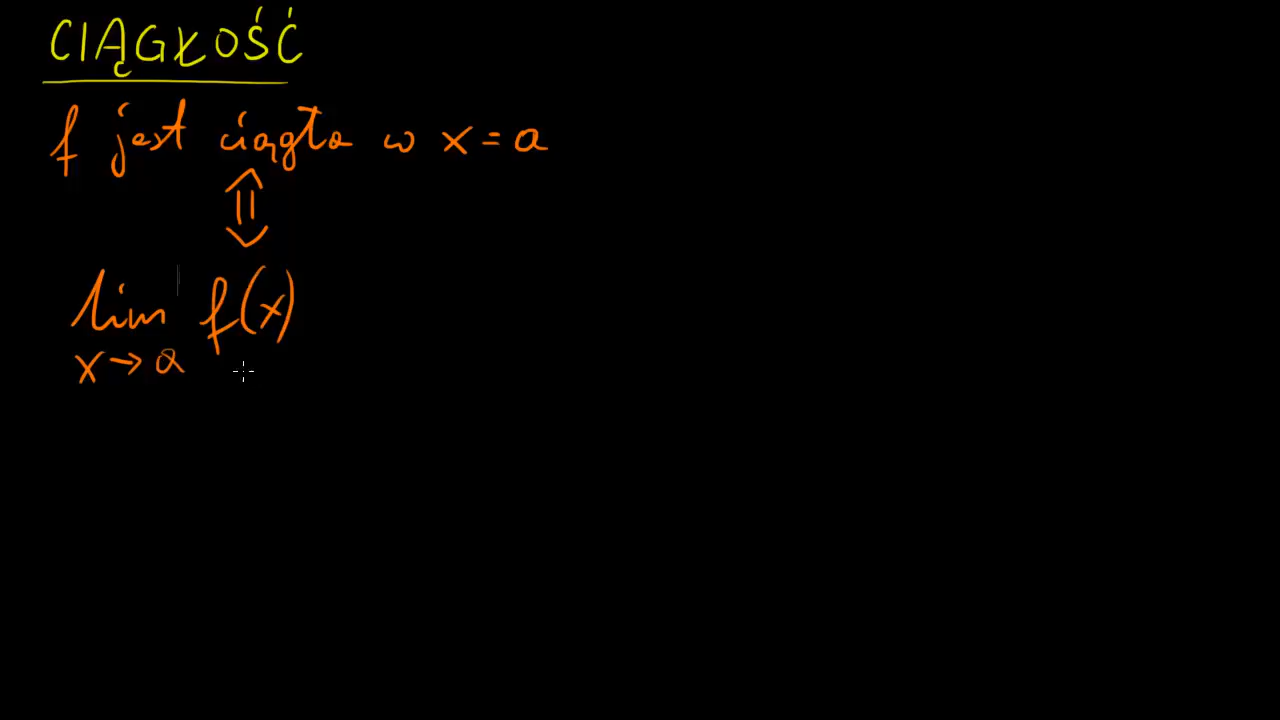 CIĄGŁOŚĆ
f jest ciągła w x = a
⇕
lim f(x)
x → a